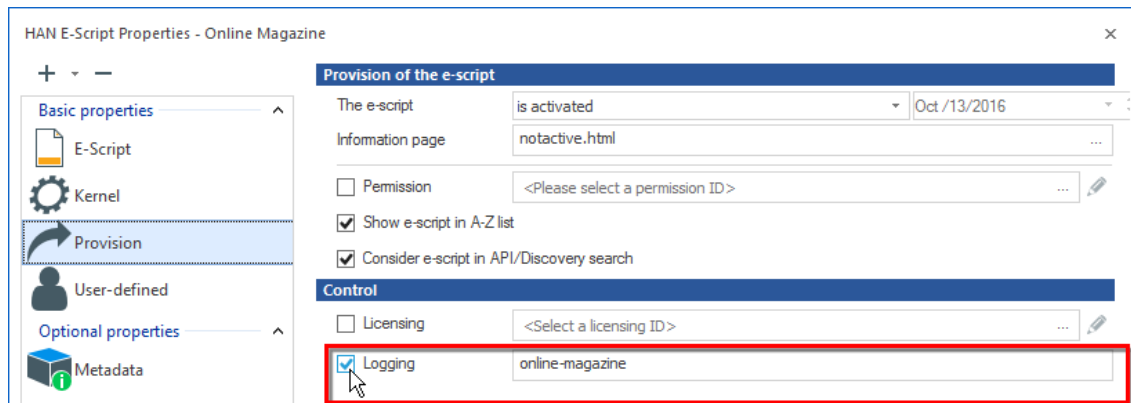 HAN E-Script Properties - Online Magazine
Basic properties
E-Script
Kernel
Provision
User-defined
Optional properties
Metadata
Provision of the e-script
The e-script is activated Oct /13/2016
Information page notactive.html ...
Permission <Please select a permission ID> ...
Show e-script in A-Z list
Consider e-script in API/Discovery search
Control
Licensing <Select a licensing ID> ...
Logging online-magazine